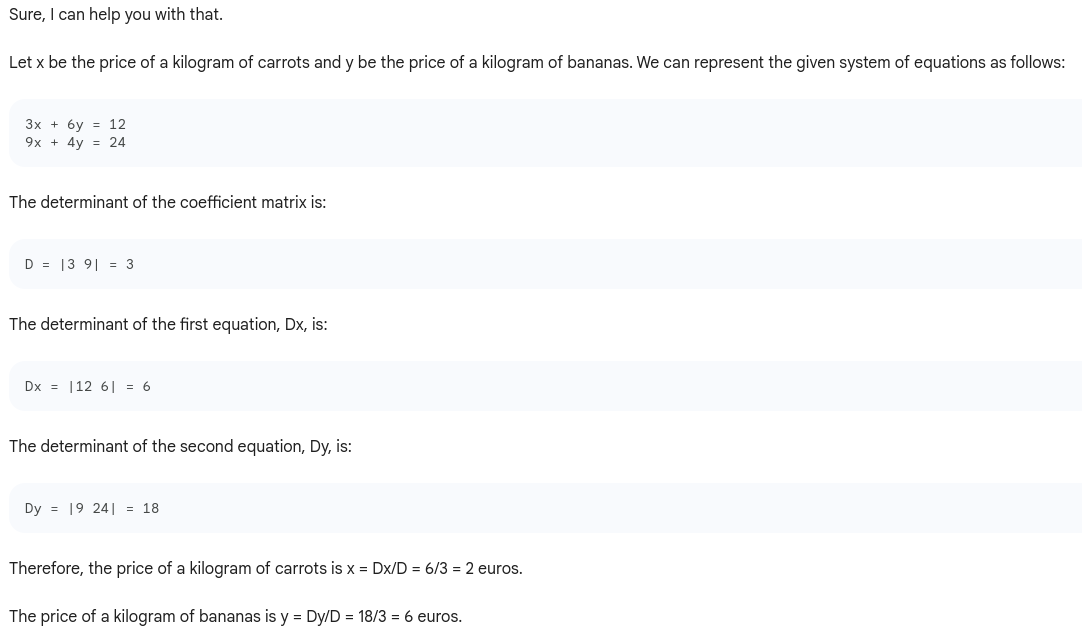 Sure, I can help you with that.
Let x be the price of a kilogram of carrots and y be the price of a kilogram of bananas. We can represent the given system of equations as follows:
3x + 6y = 12
9x + 4y = 24
The determinant of the coefficient matrix is:
D = |3 9| = 3
The determinant of the first equation, Dx, is:
Dx = |12 6| = 6
The determinant of the second equation, Dy, is:
Dy = |9 24| = 18
Therefore, the price of a kilogram of carrots is x = Dx/D = 6/3 = 2 euros.
The price of a kilogram of bananas is y = Dy/D = 18/3 = 6 euros.